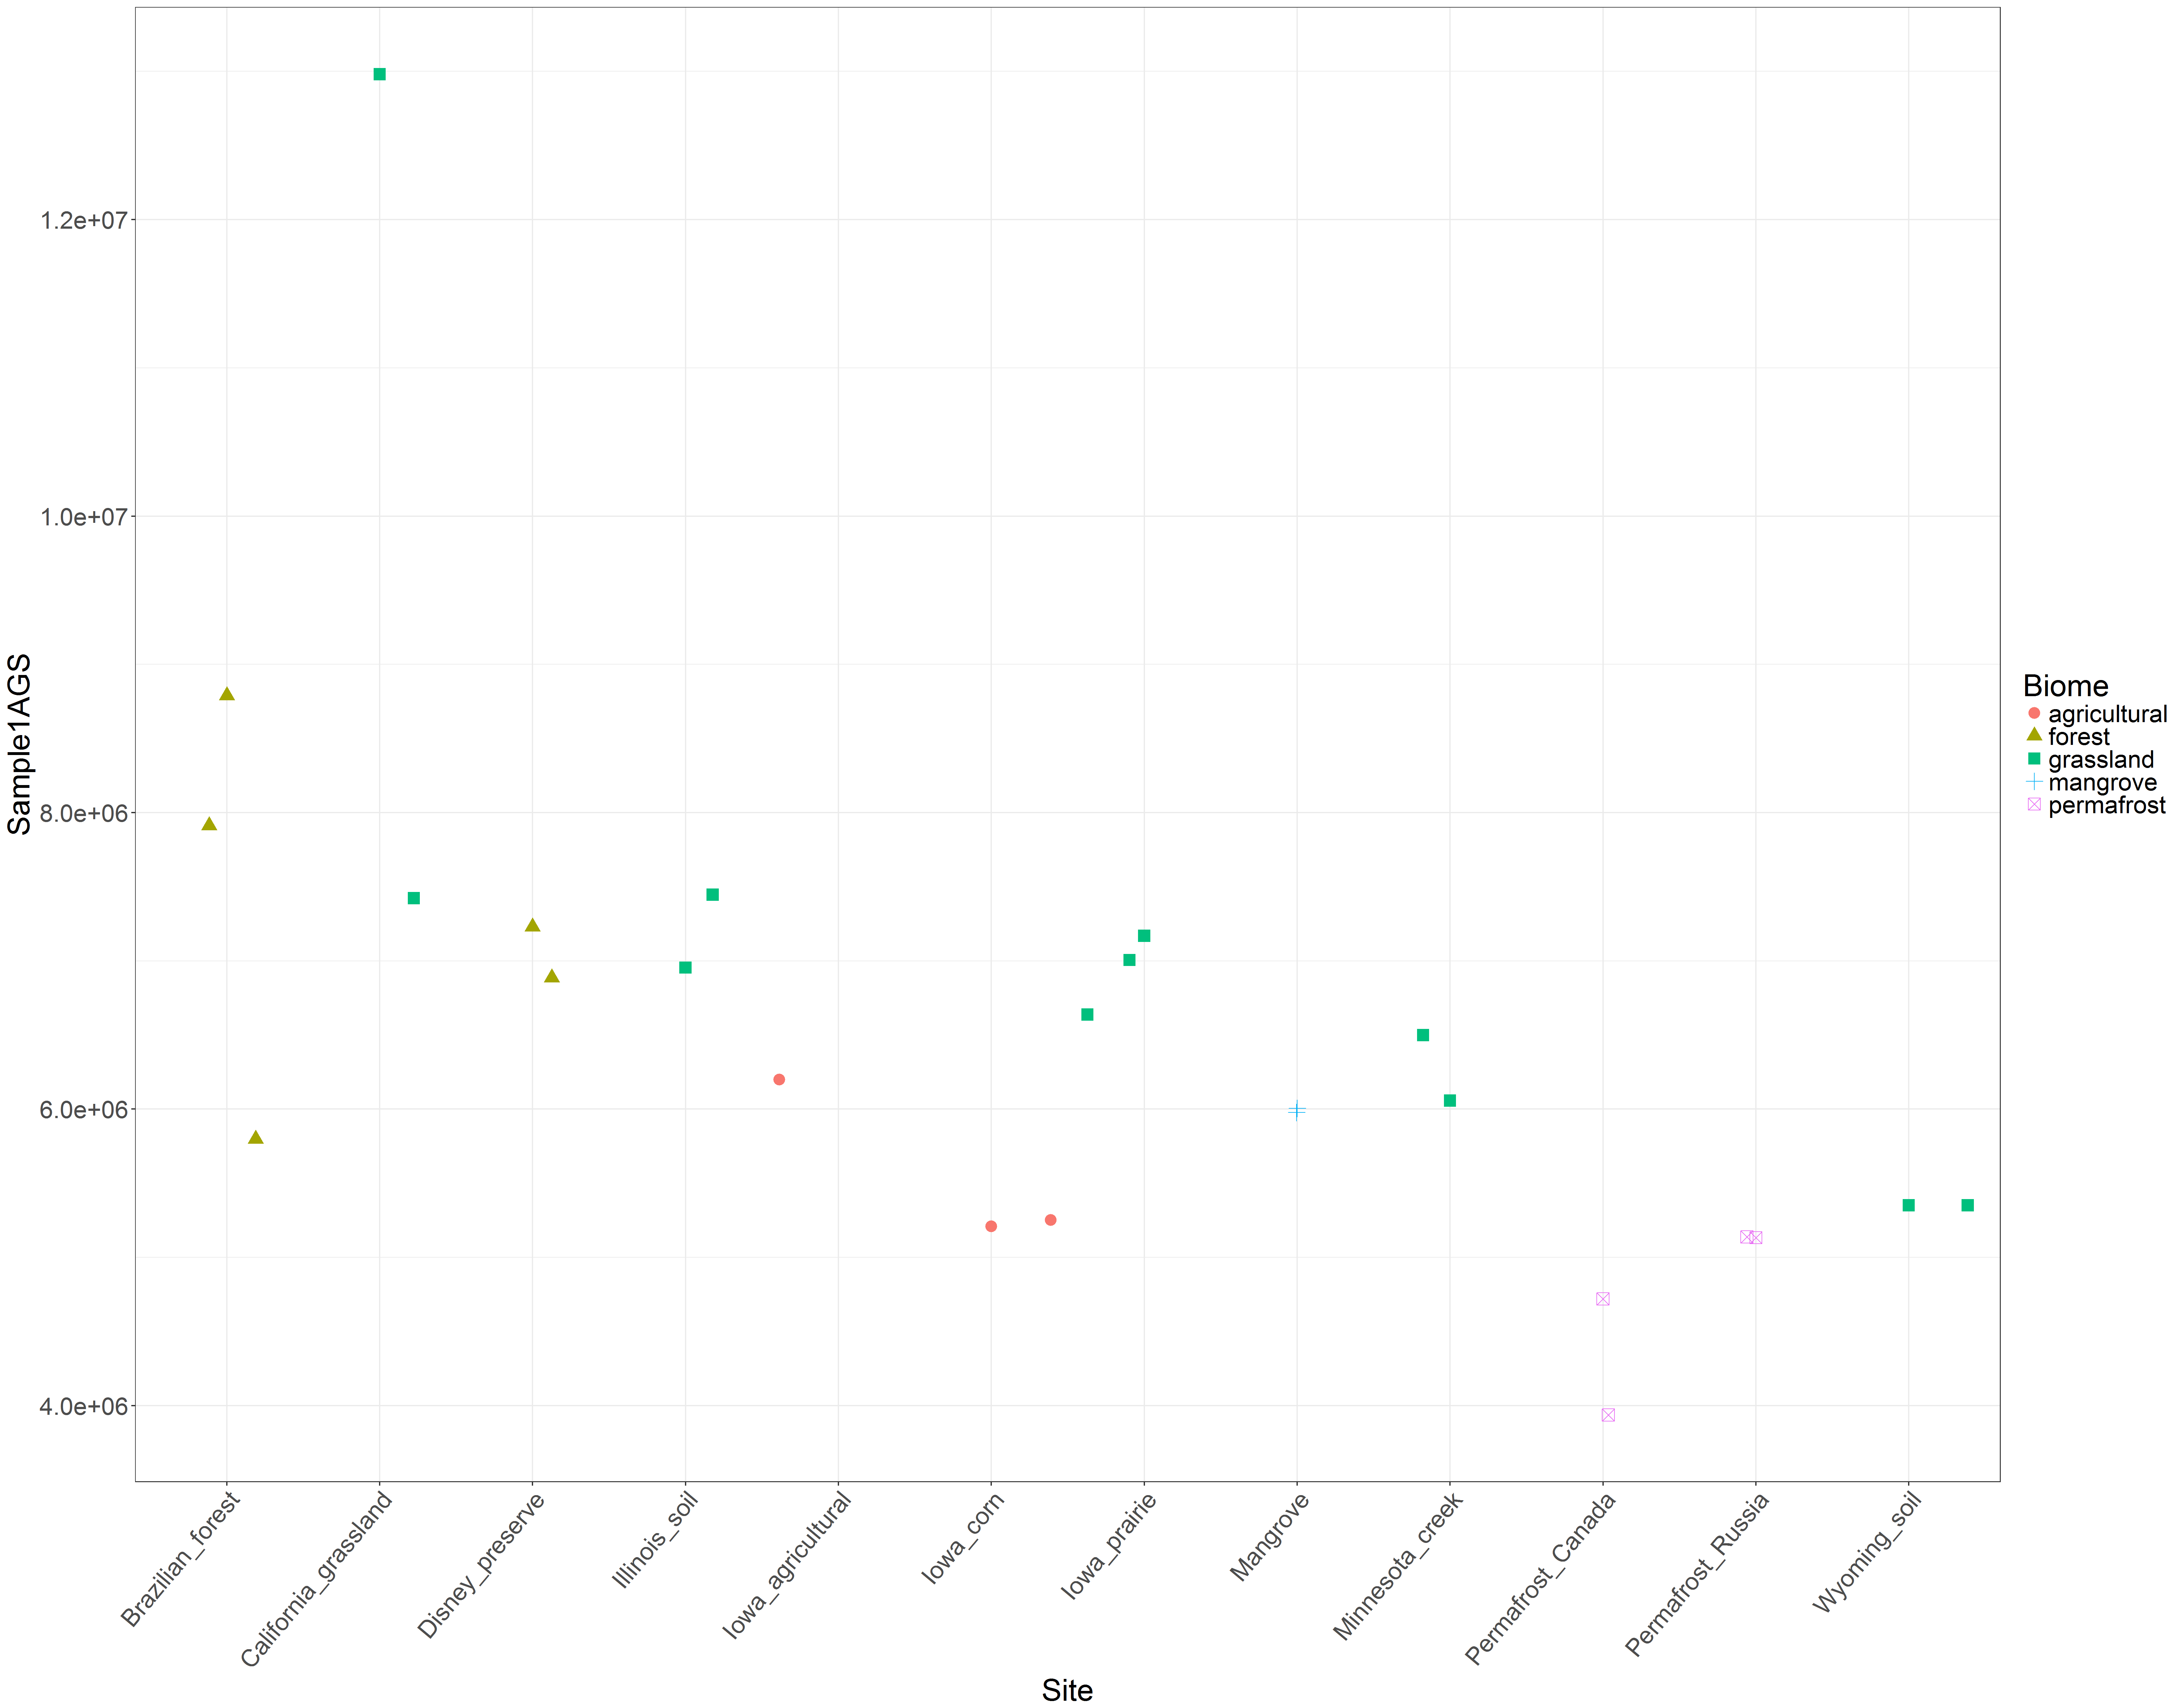 Sample1AGS
1.2e+07
1.0e+07
8.0e+06
6.0e+06
4.0e+06
Brazilian_forest
California_grassland
Disney_preserve
Illinois_soil
Iowa_agricultural
Iowa_corn
Iowa_prairie
Mangrove
Minnesota_creek
Permafrost_Canada
Permafrost_Russia
Wyoming_soil
Site
Biome
agricultural
forest
grassland
mangrove
permafrost